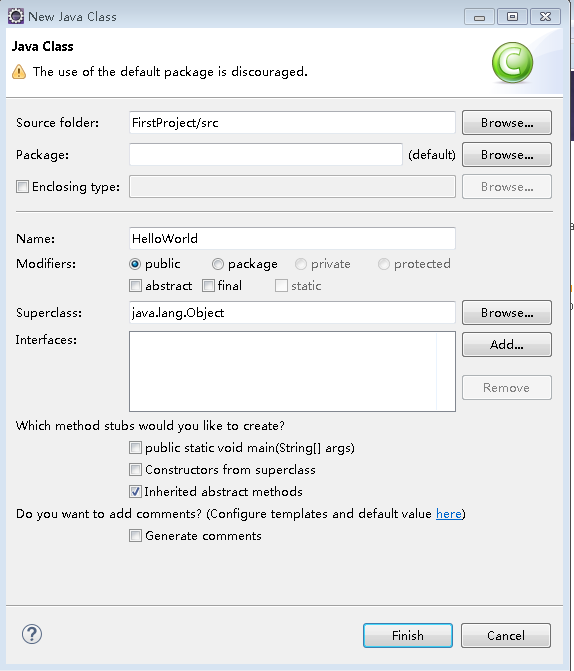 New Java Class
Java Class
The use of the default package is discouraged.
Source folder: FirstProject/src Browse...
Package: (default) Browse...
Enclosing type: Browse...
Name: HelloWorld
Modifiers: public package private protected
abstract final static
Superclass: java.lang.Object Browse...
Interfaces: Add...
Remove
Which method stubs would you like to create?
public static void main(String[] args)
Constructors from superclass
Inherited abstract methods
Do you want to add comments? (Configure templates and default value here)
Generate comments
Finish Cancel